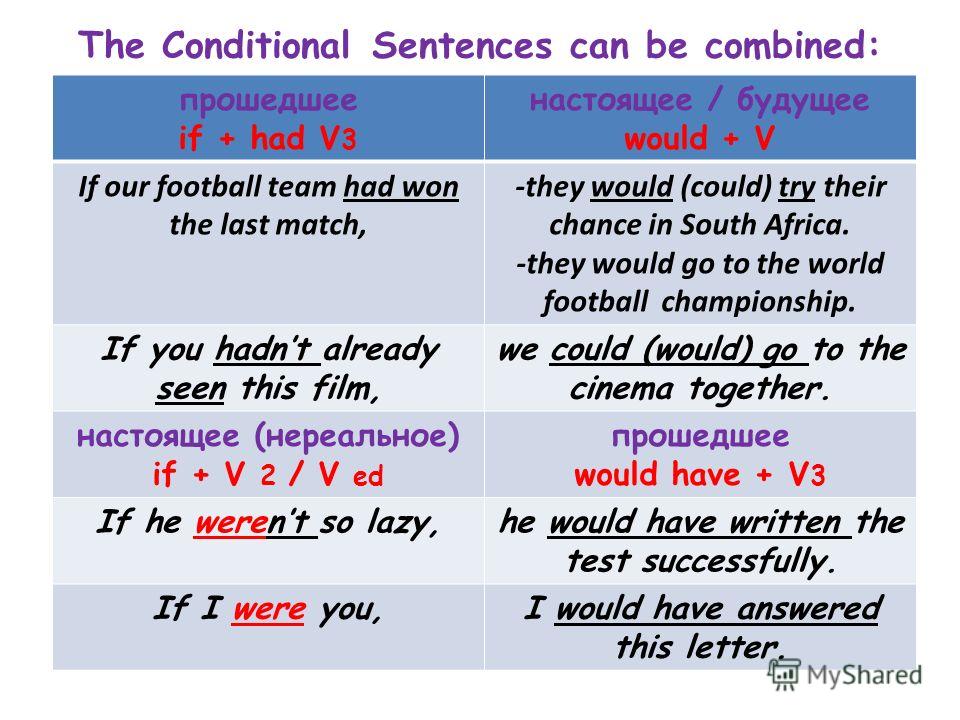 The Conditional Sentences can be combined:
прошедшее
if + had V3
настоящее / будущее
would + V
If our football team had won
the last match,
-they would (could) try their
chance in South Africa.
-they would go to the world
football championship.
If you hadn't already
seen this film,
we could (would) go to the
cinema together.
настоящее (нереальное)
if + V 2 / V ed
прошедшее
would have + V3
If he weren't so lazy,
he would have written the
test successfully.
If I were you,
I would have answered
this letter.
MyShared